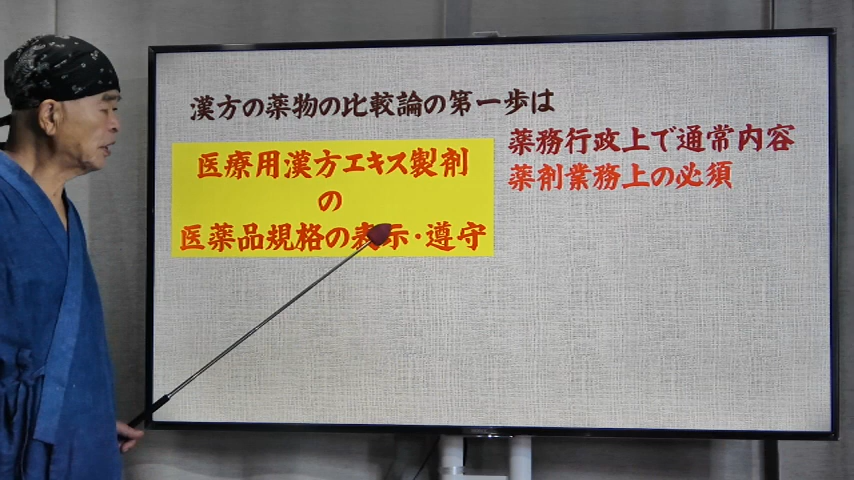 漢方の薬物の比較論の第一歩は
医療用漢方エキス製剤
の
医薬品規格の表示・遵守
薬務行政上で通常内容
薬剤業務上の必須